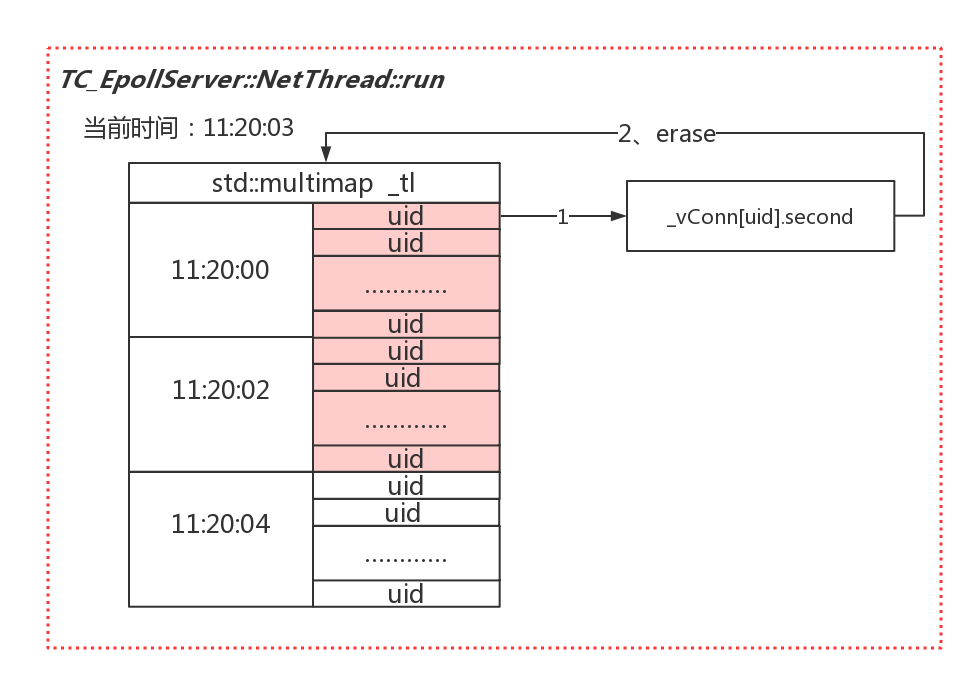 TC_EpollServer::NetThread::run
当前时间：11:20:03
2、erase
std::multimap _tl
uid
1
_vConn[uid].second
uid
11:20:00
............
uid
uid
11:20:02
uid
............
uid
uid
11:20:04
uid
............
uid